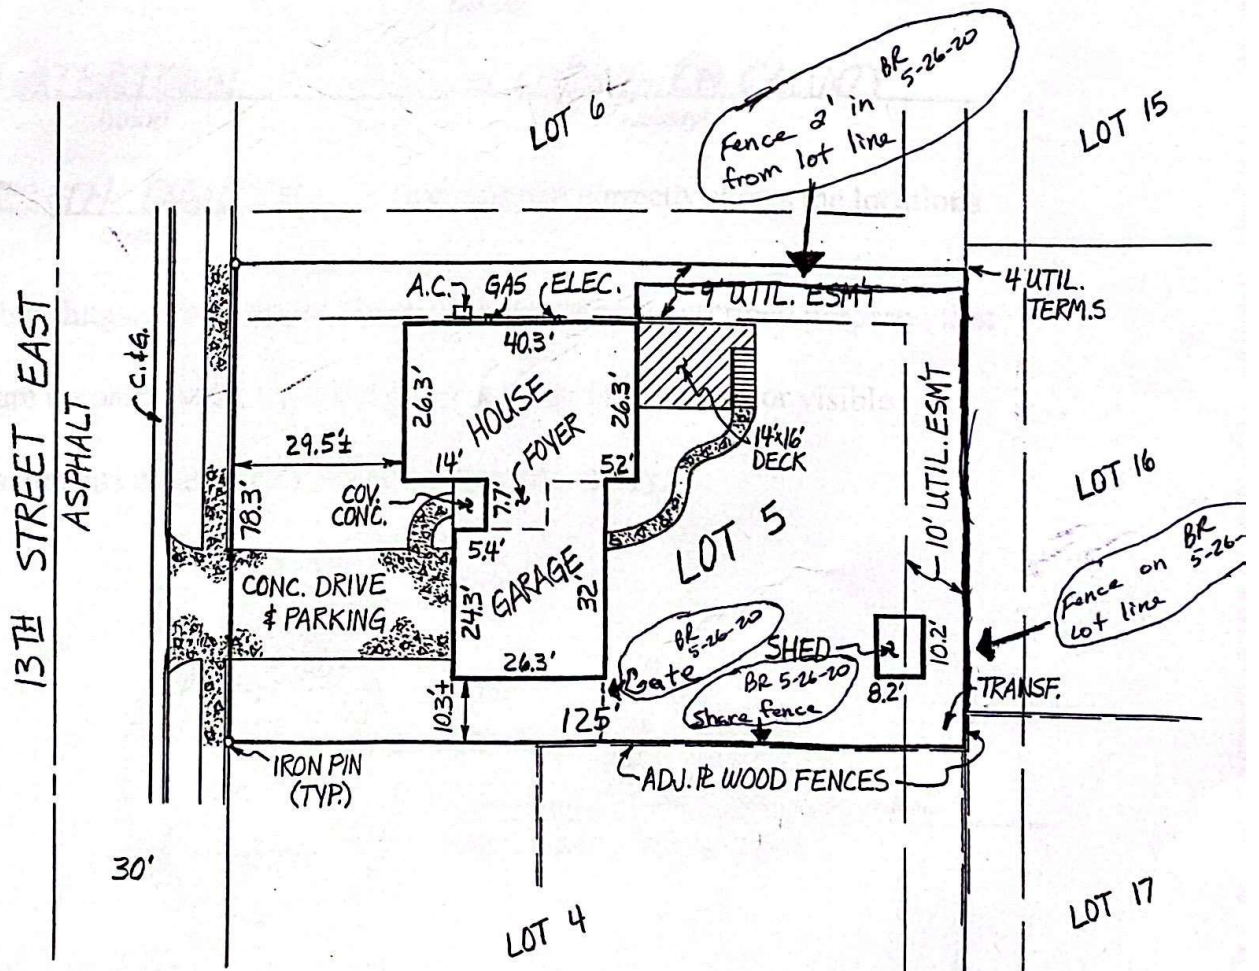 BR
5-26-20
Fence 2' in
from lot line
LOT 6
LOT 15
4 UTIL.
TERM.S
A.C.
GAS
ELEC.
9' UTIL. ESM'T
40.3'
26.3'
HOUSE
26.3'
FOYER
14'x16'
DECK
13TH STREET EAST
ASPHALT
C.&G.
29.5'±
14'
5.2'
COV.
CONC.
7.7'
78.3'
5.4'
LOT 5
10' UTIL. ESM'T
LOT 16
BR
5-26-
Fence on
lot line
CONC. DRIVE
& PARKING
GARAGE
24.3'
32'
26.3'
BR
5-26-20
Gate
SHED
10.2'
8.2'
BR 5-26-20
Share fence
TRANSF.
10.3'±
125'
IRON PIN
(TYP.)
ADJ. PL WOOD FENCES
30'
LOT 4
LOT 17